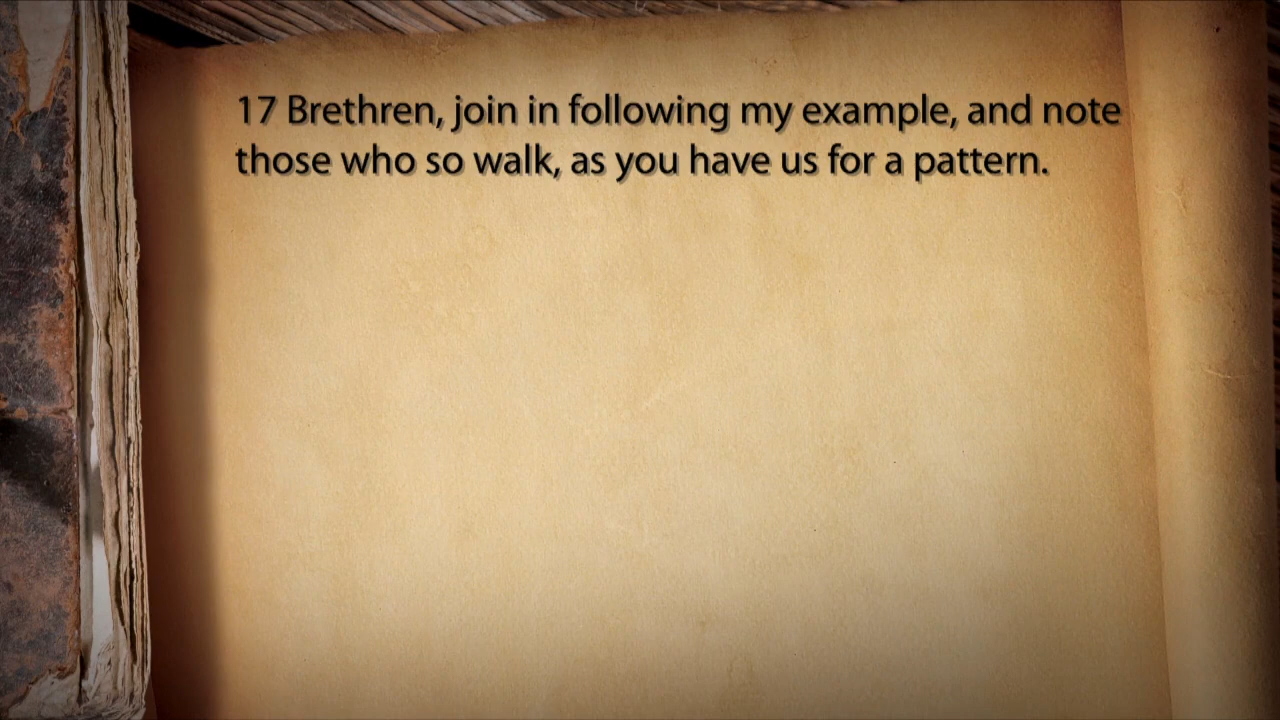 17 Brethren, join in following my example, and note
those who so walk, as you have us for a pattern.